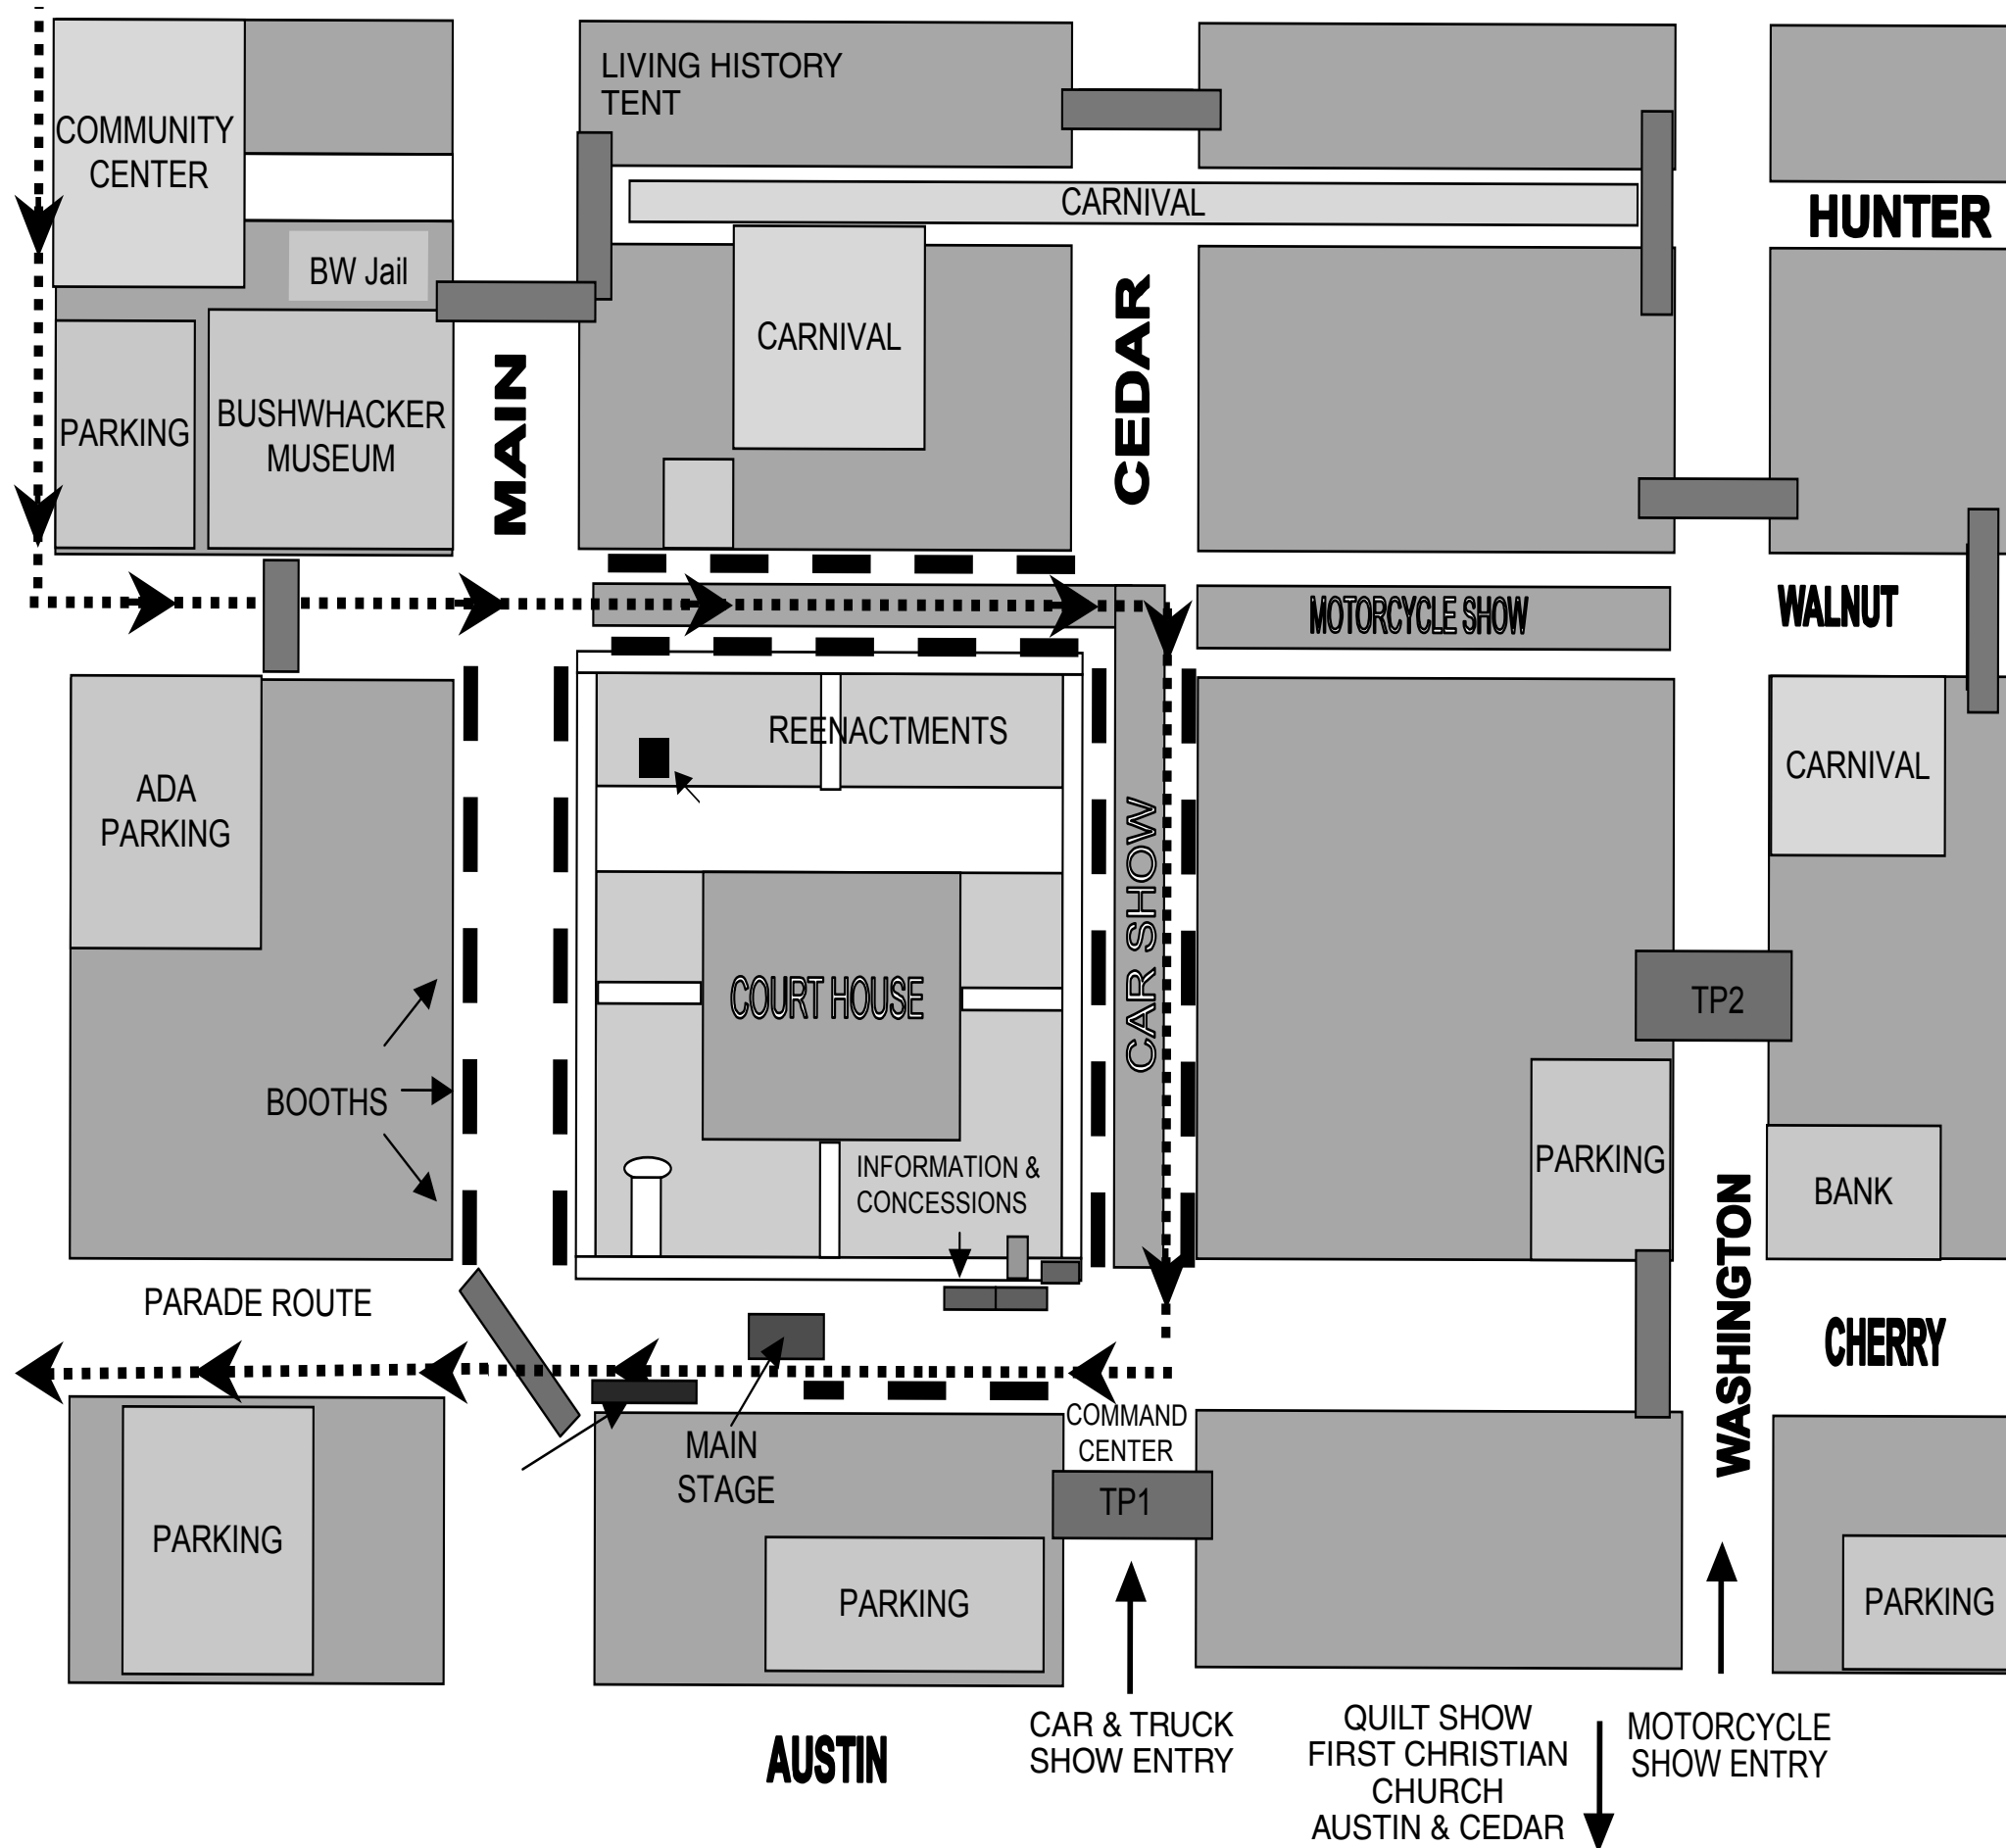 LIVING HISTORY
TENT
COMMUNITY
CENTER
CARNIVAL
HUNTER
BW Jail
CARNIVAL
CEDAR
MAIN
PARKING
BUSHWHACKER
MUSEUM
MOTORCYCLE SHOW
WALNUT
REENACTMENTS
CARNIVAL
ADA
PARKING
CAR SHOW
COURT HOUSE
TP2
BOOTHS
INFORMATION &
CONCESSIONS
PARKING
BANK
WASHINGTON
PARADE ROUTE
CHERRY
COMMAND
CENTER
MAIN
STAGE
TP1
PARKING
PARKING
PARKING
AUSTIN
CAR & TRUCK
SHOW ENTRY
QUILT SHOW
FIRST CHRISTIAN
CHURCH
AUSTIN & CEDAR
MOTORCYCLE
SHOW ENTRY